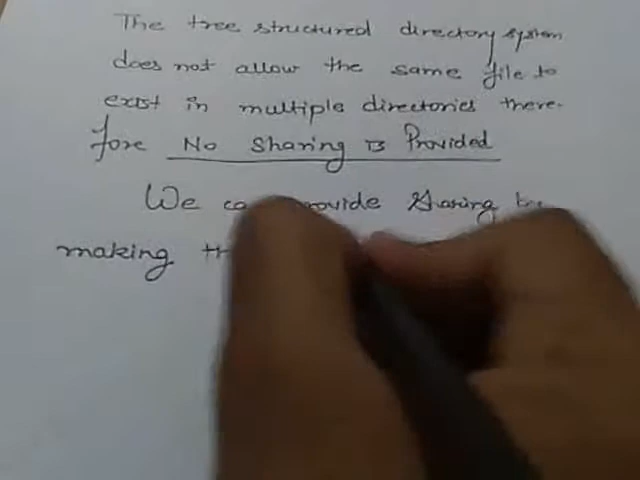 The tree structured directory system
does not allow the same file to
exist in multiple directories there-
fore No Sharing is Provided
We provide Sharing
making